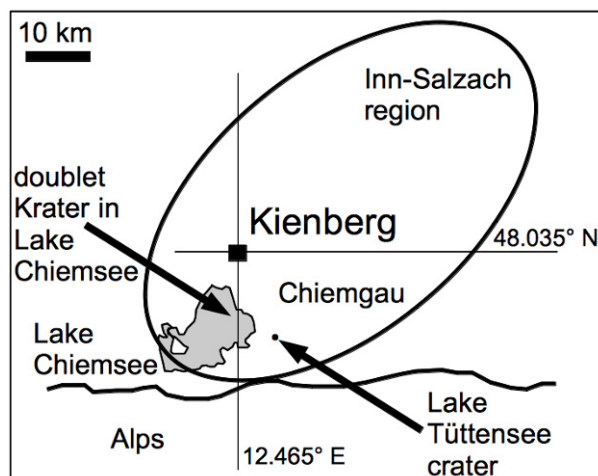 10 km
Inn-Salzach
region
doublet
Krater in
Lake
Chiemsee
Kienberg
48.035° N
Chiemgau
Lake
Chiemsee
Lake
Tüttensee
crater
Alps
12.465° E